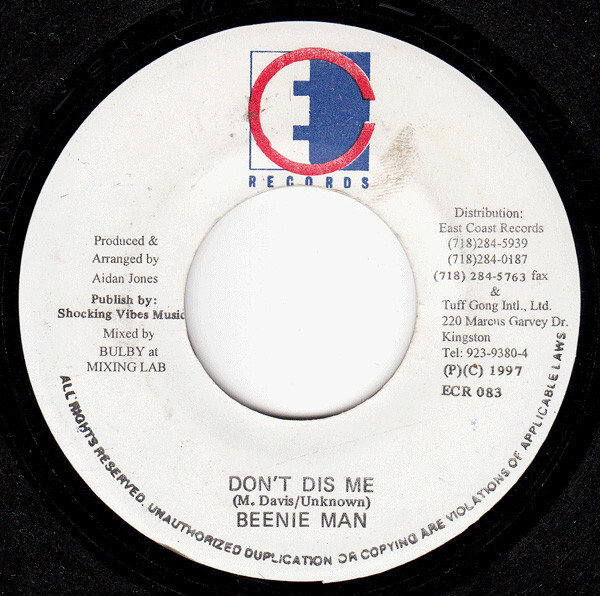 EC
RECORDS
Produced &
Arranged by
Aidan Jones
Publish by:
Shocking Vibes Music
Mixed by
BULBY at
MIXING LAB
Distribution:
East Coast Records
(718)284-5939
(718)284-0187
(718) 284-5763 fax
&
Tuff Gong Intl., Ltd.
220 Marcus Garvey Dr.
Kingston
Tel: 923-9380-4
(P)(C) 1997
ECR 083
DON'T DIS ME
(M. Davis/Unknown)
BEENIE MAN
ALL RIGHTS RESERVED. UNAUTHORIZED DUPLICATION OR COPYING ARE VIOLATIONS OF APPLICABLE LAWS